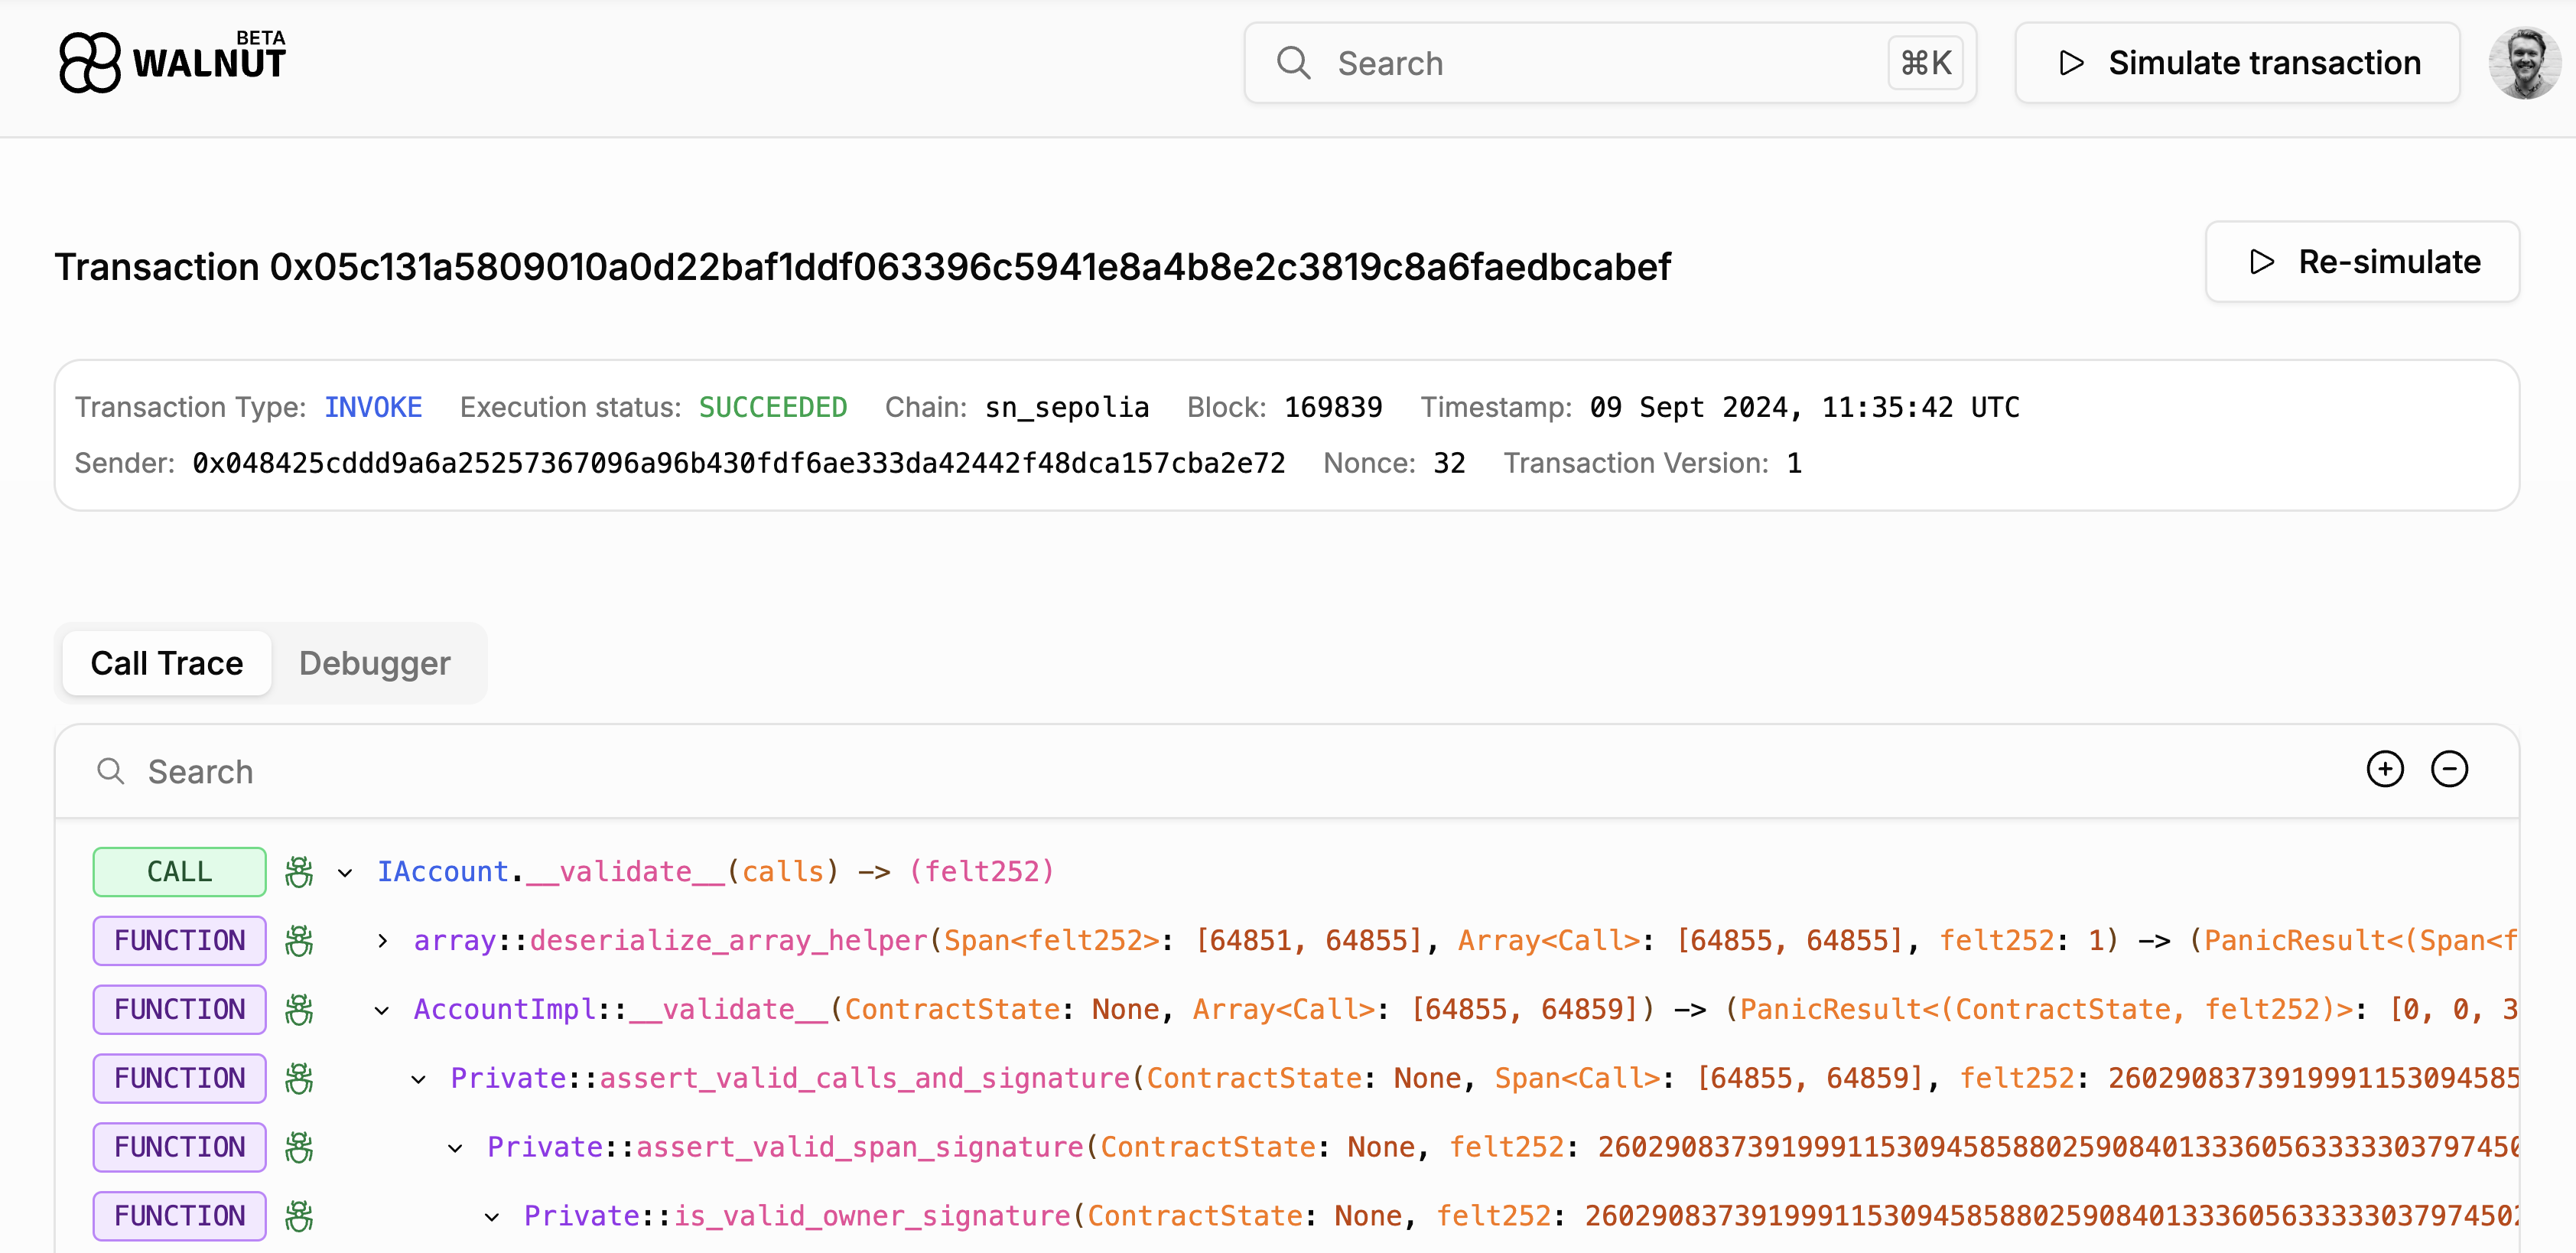 WALNUT BETA
Search ⌘K Simulate transaction
Transaction 0x05c131a5809010a0d22baf1ddf063396c5941e8a4b8e2c3819c8a6faedbcabef Re-simulate
Transaction Type: INVOKE Execution status: SUCCEEDED Chain: sn_sepolia Block: 169839 Timestamp: 09 Sept 2024, 11:35:42 UTC
Sender: 0x048425cddd9a6a25257367096a96b430fdf6ae333da42442f48dca157cba2e72 Nonce: 32 Transaction Version: 1
Call Trace Debugger
Search
CALL IAccount.__validate__(calls) –> (felt252)
FUNCTION array::deserialize_array_helper(Span<felt252>: [64851, 64855], Array<Call>: [64855, 64855], felt252: 1) –> (PanicResult<(Span<f
FUNCTION AccountImpl::__validate__(ContractState: None, Array<Call>: [64855, 64859]) –> (PanicResult<(ContractState, felt252)>: [0, 0, 3
FUNCTION Private::assert_valid_calls_and_signature(ContractState: None, Span<Call>: [64855, 64859], felt252: 26029083739199911530945855
FUNCTION Private::assert_valid_span_signature(ContractState: None, felt252: 26029083739199911530945858802590840133360563333303797450
FUNCTION Private::is_valid_owner_signature(ContractState: None, felt252: 260290837391999115309458588025908401333605633333037974502